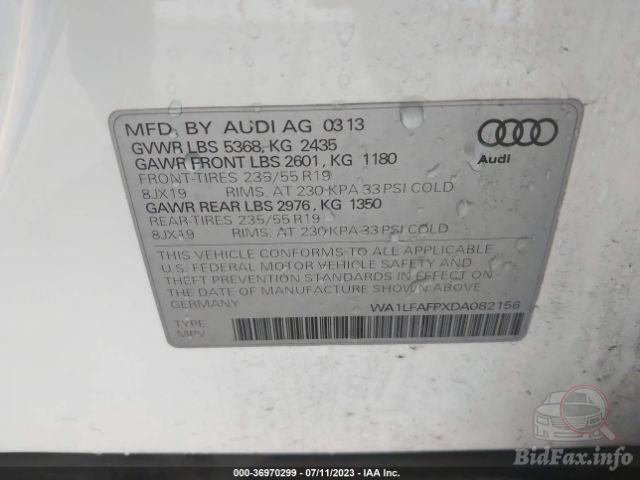 MFD. BY AUDI AG 03 13
GVWR LBS 5368, KG 2435
GAWR FRONT LBS 2601, KG 1180
FRONT-TIRES 235/55 R19
8JX19 RIMS, AT 230 KPA 33 PSI COLD
GAWR REAR LBS 2976, KG 1350
REAR-TIRES 235/55 R19
8JX19 RIMS, AT 230 KPA 33 PSI COLD
Audi
THIS VEHICLE CONFORMS TO ALL APPLICABLE
U.S. FEDERAL MOTOR VEHICLE SAFETY AND
THEFT PREVENTION STANDARDS IN EFFECT ON
THE DATE OF MANUFACTURE SHOWN ABOVE.
GERMANY WA1LFAFPXDA082156
TYPE:
MPV
BidFax.info
000-36970299 - 07/11/2023 - IAA Inc.